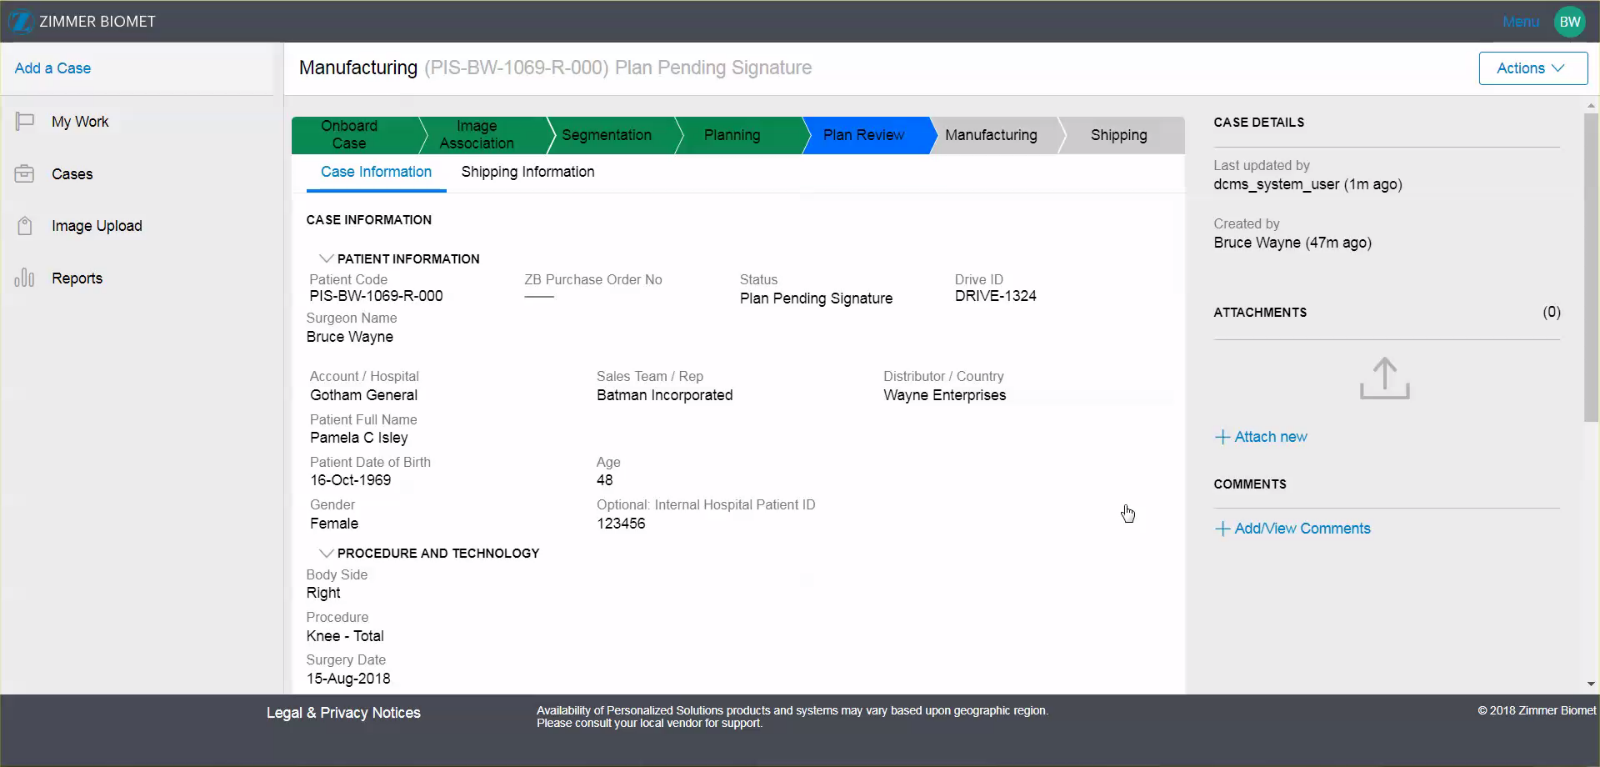 ZIMMER BIOMET
Menu
BW
Add a Case
Manufacturing (PIS-BW-1069-R-000) Plan Pending Signature
Actions
My Work
Cases
Image Upload
Reports
Onboard
Case
Image
Association
Segmentation
Planning
Plan Review
Manufacturing
Shipping
Case Information
Shipping Information
CASE INFORMATION
PATIENT INFORMATION
Patient Code
PIS-BW-1069-R-000
ZB Purchase Order No
——
Status
Plan Pending Signature
Drive ID
DRIVE-1324
Surgeon Name
Bruce Wayne
Account / Hospital
Gotham General
Sales Team / Rep
Batman Incorporated
Distributor / Country
Wayne Enterprises
Patient Full Name
Pamela C Isley
Patient Date of Birth
16-Oct-1969
Age
48
Gender
Female
Optional: Internal Hospital Patient ID
123456
PROCEDURE AND TECHNOLOGY
Body Side
Right
Procedure
Knee - Total
Surgery Date
15-Aug-2018
CASE DETAILS
Last updated by
dcms_system_user (1m ago)
Created by
Bruce Wayne (47m ago)
ATTACHMENTS (0)
Attach new
COMMENTS
Add/View Comments
Legal & Privacy Notices
Availability of Personalized Solutions products and systems may vary based upon geographic region.
Please consult your local vendor for support.
© 2018 Zimmer Biomet